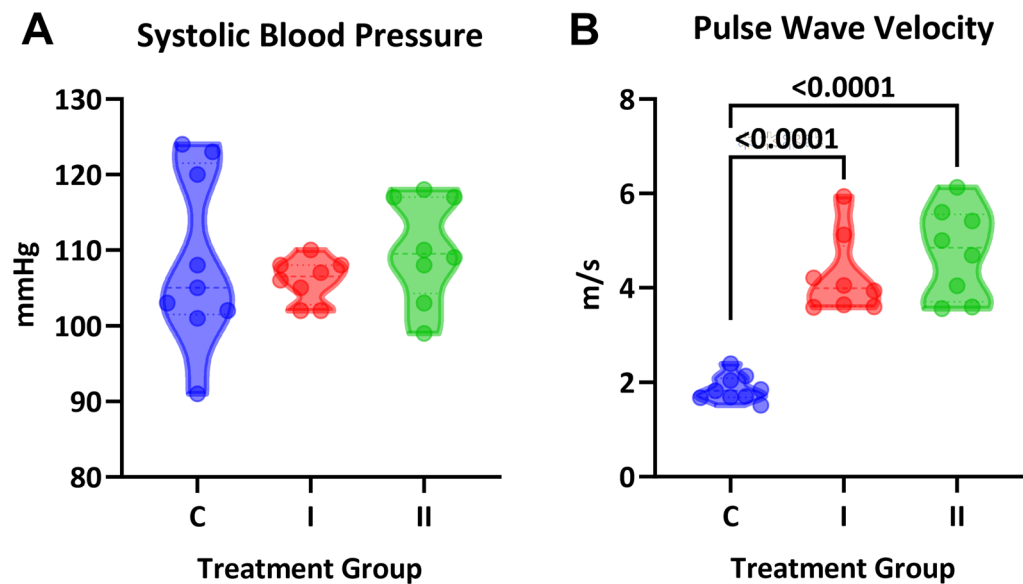 A
Systolic Blood Pressure
130
120
110
100
90
80
mmHg
C
I
II
Treatment Group
B
Pulse Wave Velocity
8
6
4
2
0
m/s
<0.0001
<0.0001
C
I
II
Treatment Group